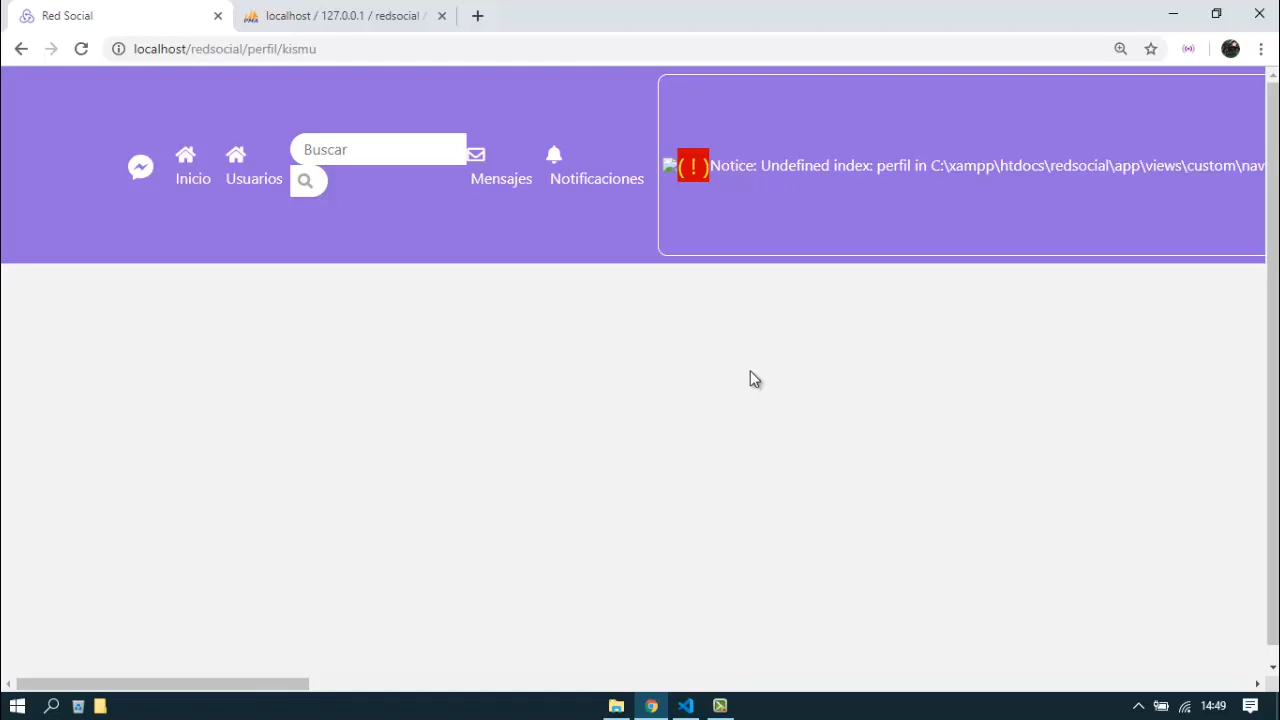 Red Social
localhost / 127.0.0.1 / redsocial /
localhost/redsocial/perfil/kismu
Inicio
Usuarios
Buscar
Mensajes
Notificaciones
( ! ) Notice: Undefined index: perfil in C:\xampp\htdocs\redsocial\app\views\custom\nav
14:49